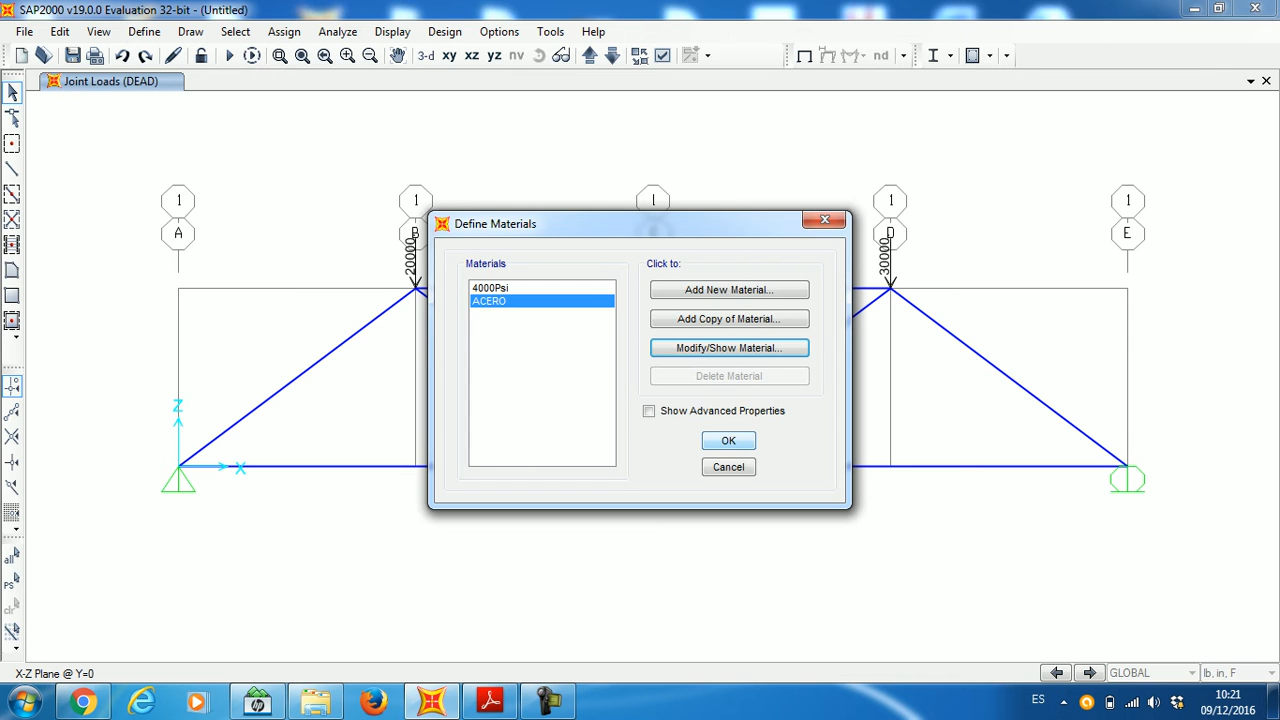 SAP2000 v19.0.0 Evaluation 32-bit - (Untitled)
File Edit View Define Draw Select Assign Analyze Display Design Options Tools Help
xy xz yz nv 3-d nd
Joint Loads (DEAD)
1 1 1 1
A B D E
20000 30000
Define Materials
Materials
4000Psi
ACERO
Click to:
Add New Material...
Add Copy of Material...
Modify/Show Material...
Delete Material
Show Advanced Properties
OK
Cancel
Z
X
all
PS
clr
X-Z Plane @ Y=0
GLOBAL
lb, in, F
ES
10:21
09/12/2016